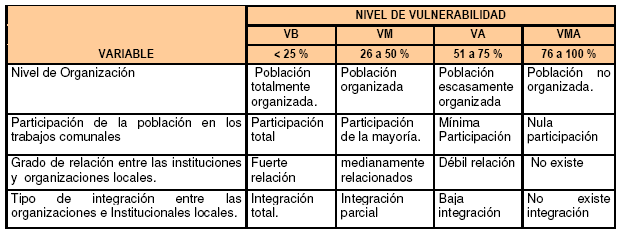 NIVEL DE VULNERABILIDAD
VB VM VA VMA
VARIABLE < 25 % 26 a 50 % 51 a 75 % 76 a 100 %
Nivel de Organización Población Población Población Población no
totalmente organizada escasamente organizada.
organizada. organizada
Participación de la población en los Participación Participación Mínima Nula
trabajos comunales total de la mayoría. Participación participación
Grado de relación entre las instituciones Fuerte medianamente Débil relación No existe
y organizaciones locales. relación relacionados
Tipo de integración entre las Integración Integración Baja No existe
organizaciones e Institucionales locales. total. parcial integración integración